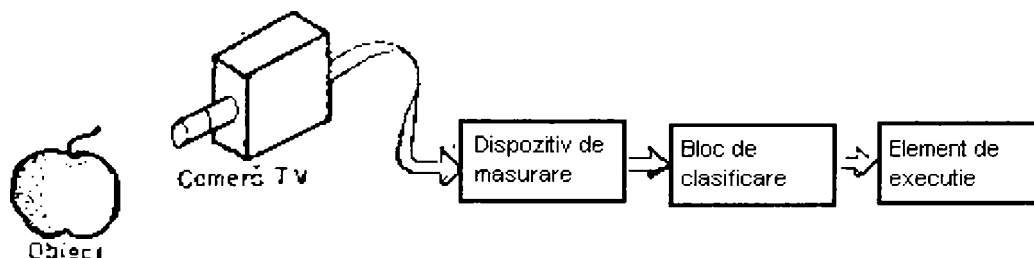 Cameră TV
Obiect
Dispozitiv de
masurare
Bloc de
clasificare
Element de
executie